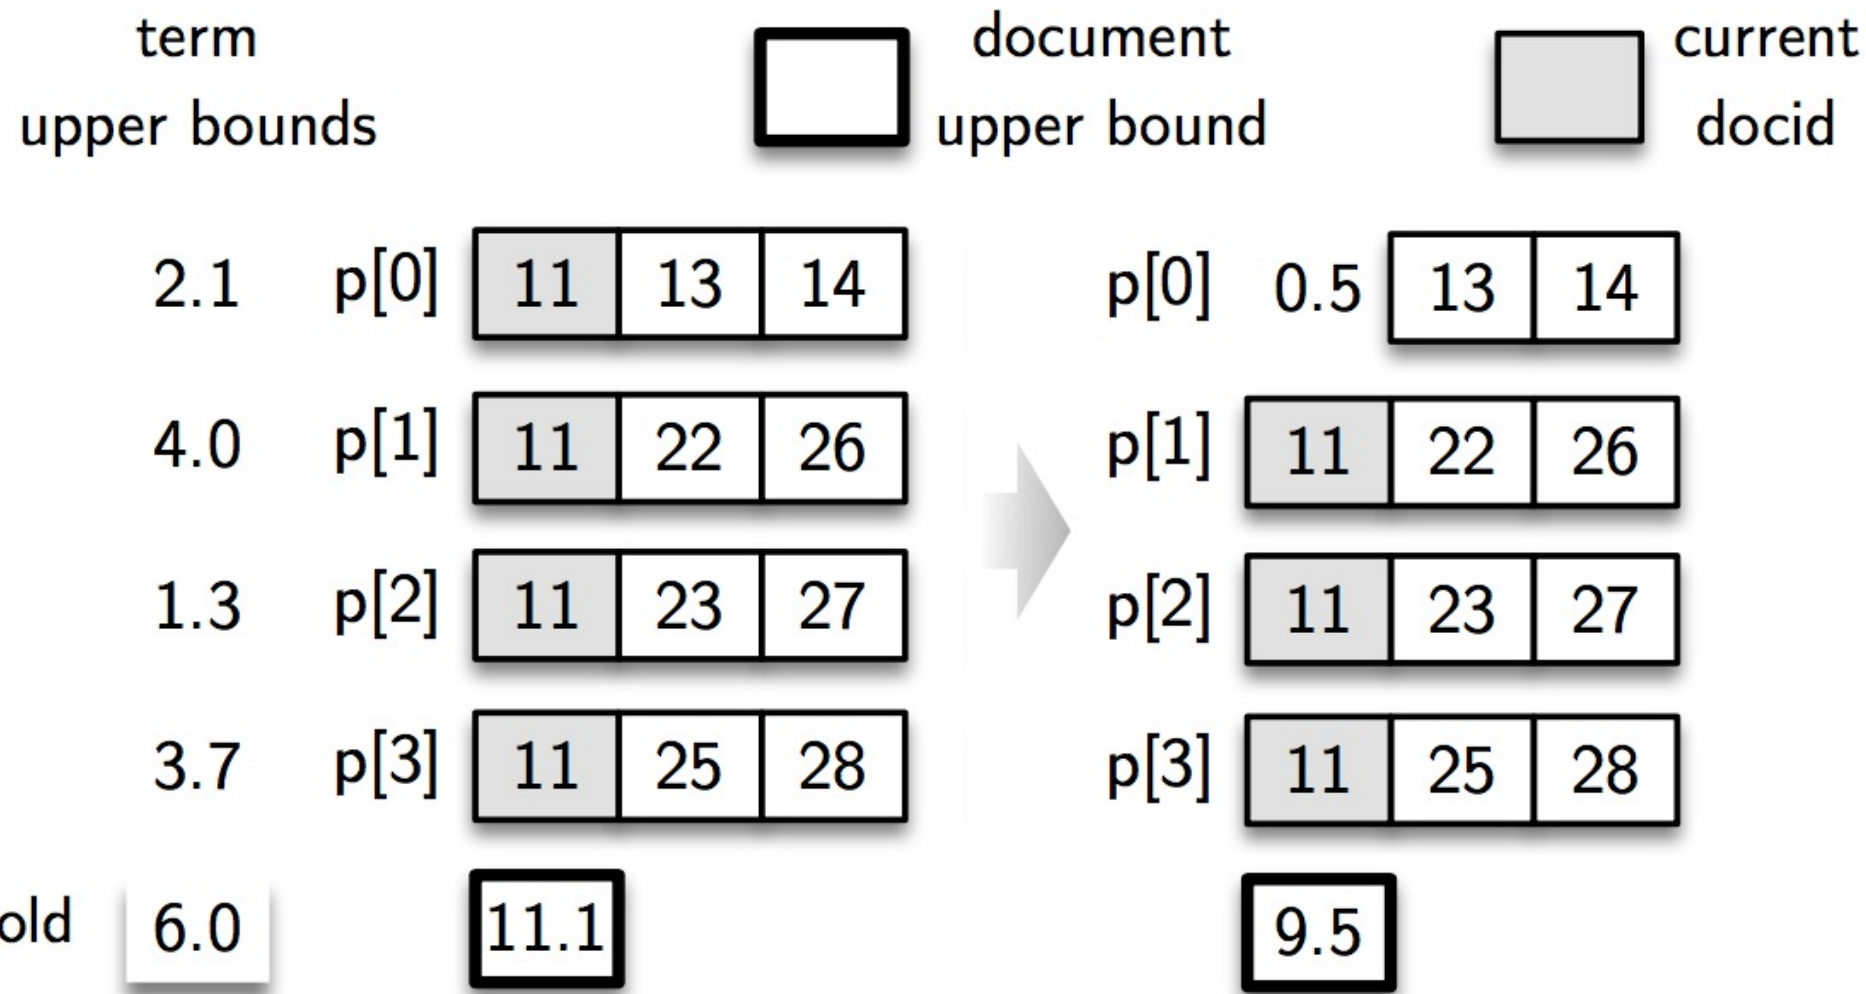 term
upper bounds
document
upper bound
current
docid
2.1 p[0] 11 13 14
p[0] 0.5 13 14
4.0 p[1] 11 22 26
p[1] 11 22 26
1.3 p[2] 11 23 27
p[2] 11 23 27
3.7 p[3] 11 25 28
p[3] 11 25 28
old 6.0 11.1
9.5